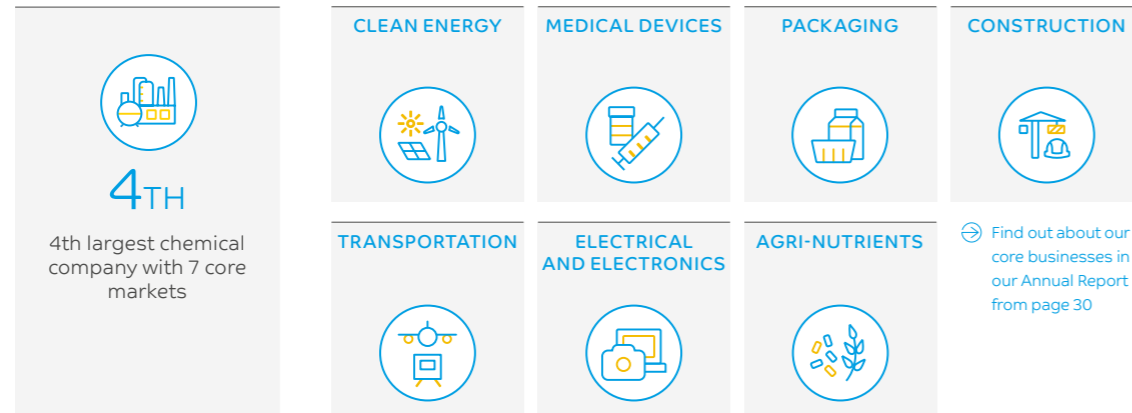 4TH
4th largest chemical
company with 7 core
markets
CLEAN ENERGY
MEDICAL DEVICES
PACKAGING
CONSTRUCTION
TRANSPORTATION
ELECTRICAL
AND ELECTRONICS
AGRI-NUTRIENTS
Find out about our
core businesses in
our Annual Report
from page 30